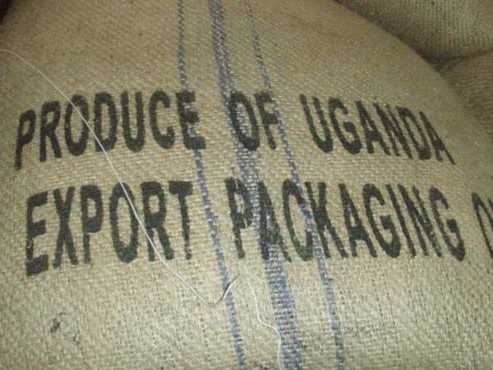 PRODUCE OF UGANDA
EXPORT PACKAGING